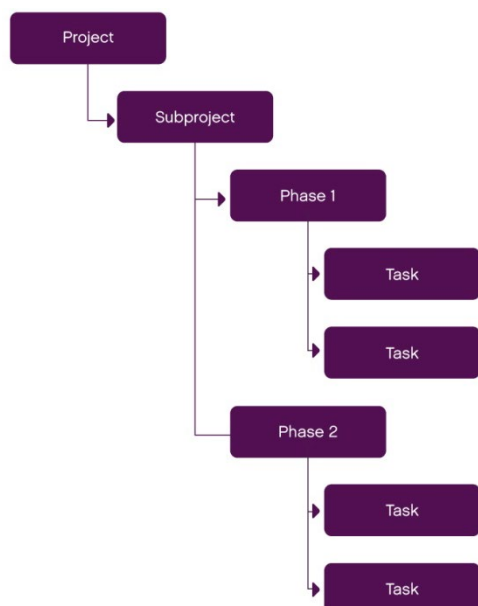 Project
Subproject
Phase 1
Task
Task
Phase 2
Task
Task